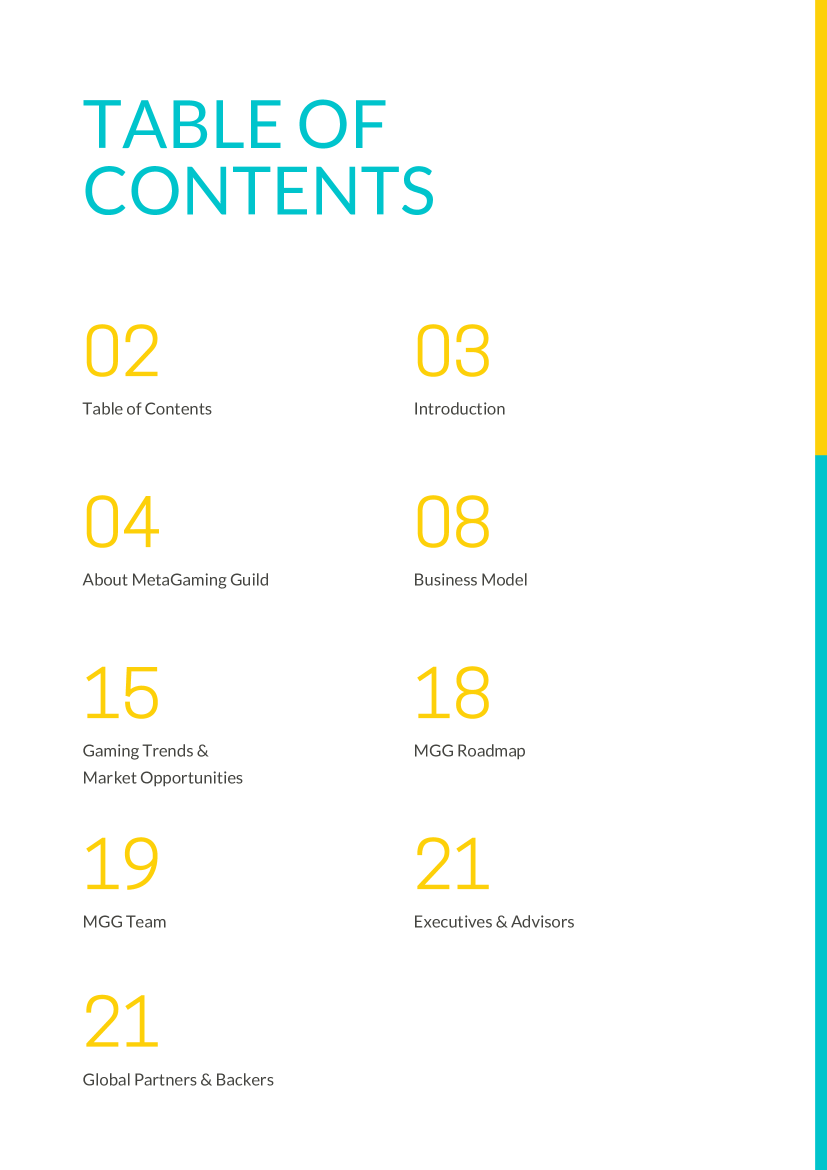 TABLE OF
CONTENTS
02
Table of Contents
03
Introduction
04
About MetaGaming Guild
08
Business Model
15
Gaming Trends &
Market Opportunities
18
MGG Roadmap
19
MGG Team
21
Executives & Advisors
21
Global Partners & Backers